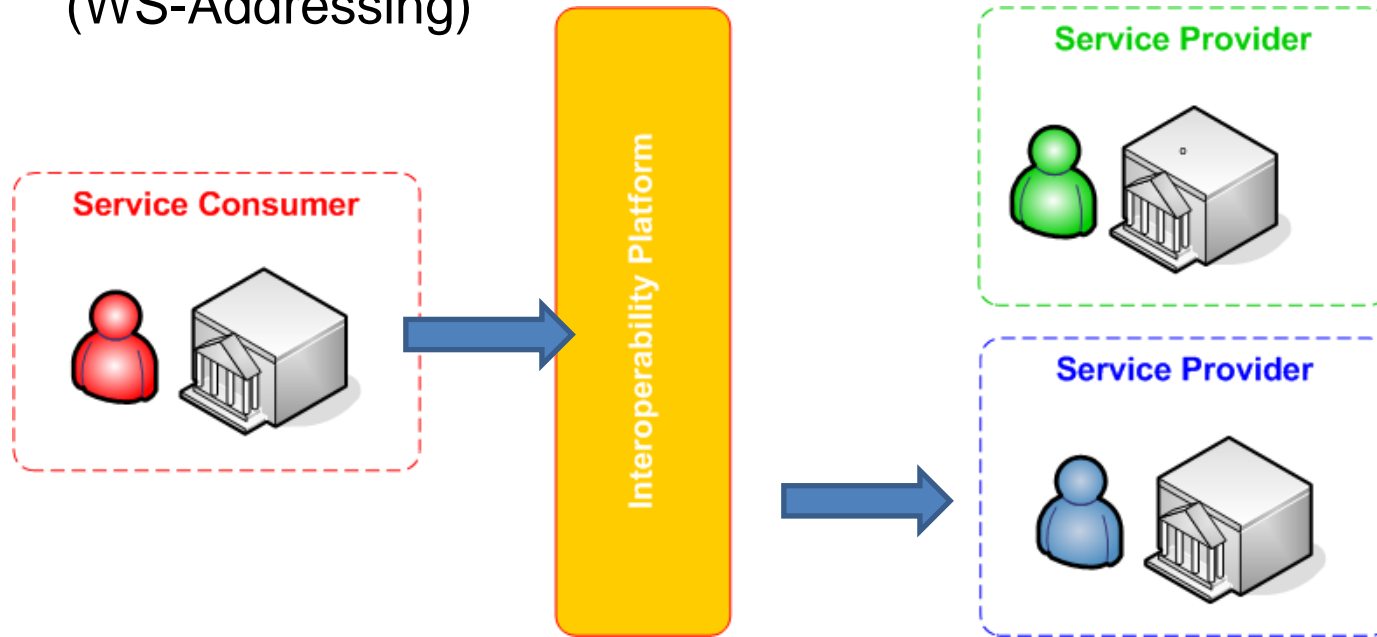 (WS-Addressing)
Service Provider
Service Consumer
Interoperability Platform
Service Provider